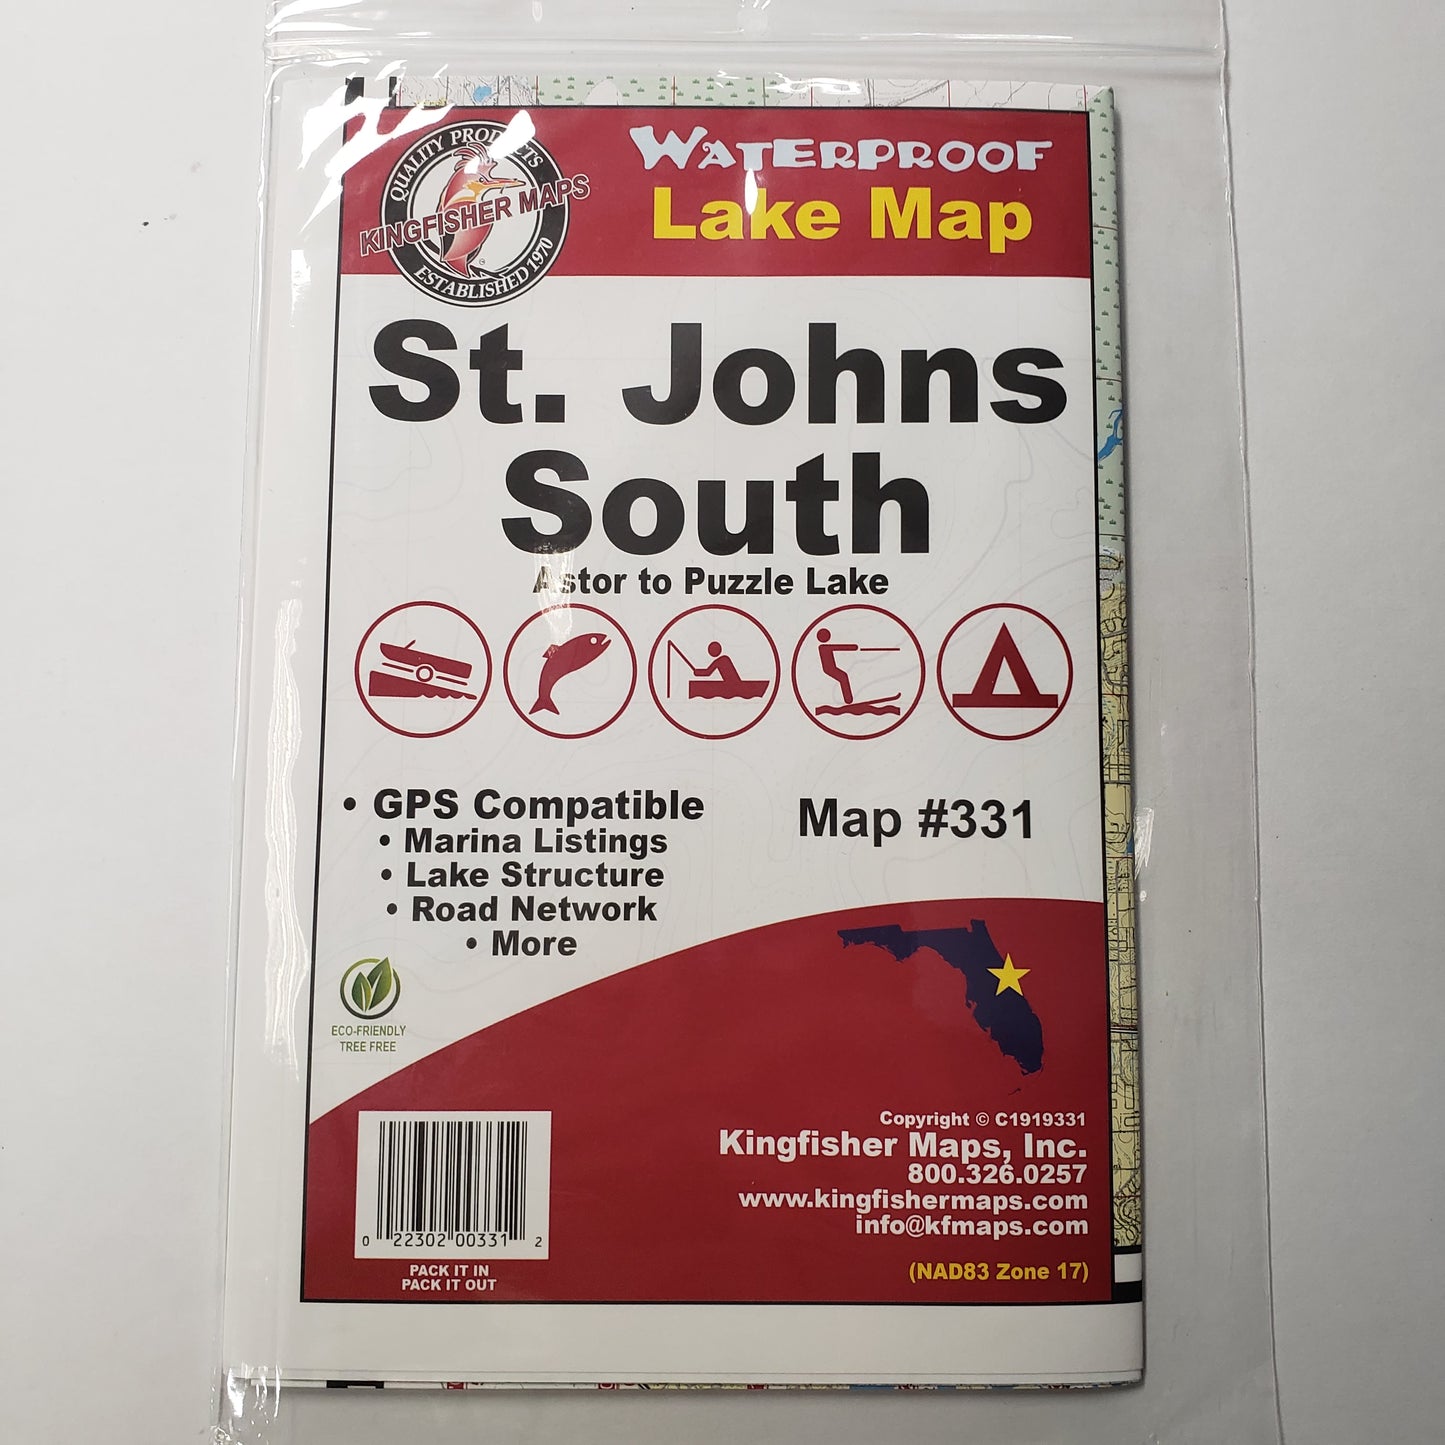 QUALITY PRODUCTS
KINGFISHER MAPS
ESTABLISHED 1970
WATERPROOF
Lake Map
St. Johns
South
Astor to Puzzle Lake
• GPS Compatible
• Marina Listings
• Lake Structure
• Road Network
• More
Map #331
ECO-FRIENDLY
TREE FREE
Copyright © C1919331
Kingfisher Maps, Inc.
800.326.0257
www.kingfishermaps.com
info@kfmaps.com
(NAD83 Zone 17)
0 22302 00331 2
PACK IT IN
PACK IT OUT